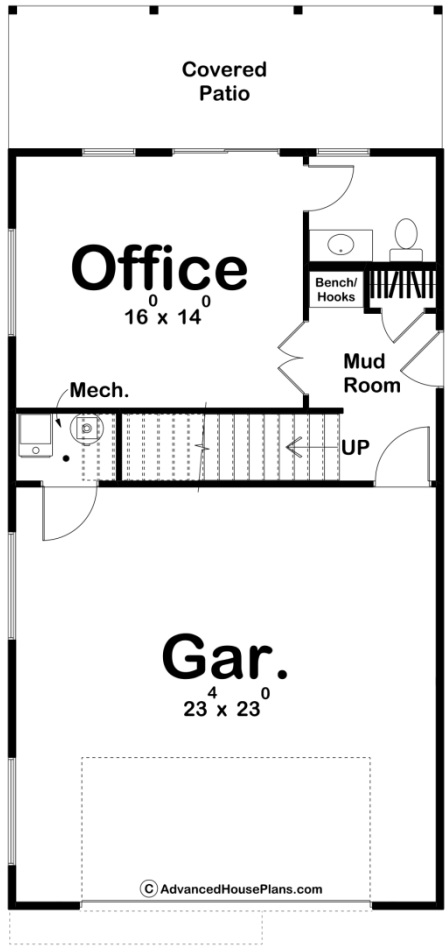 Covered
Patio
Office
16⁰ x 14⁰
Bench/
Hooks
Mud
Room
Mech.
UP
Gar.
23⁴ x 23⁰
© AdvancedHousePlans.com